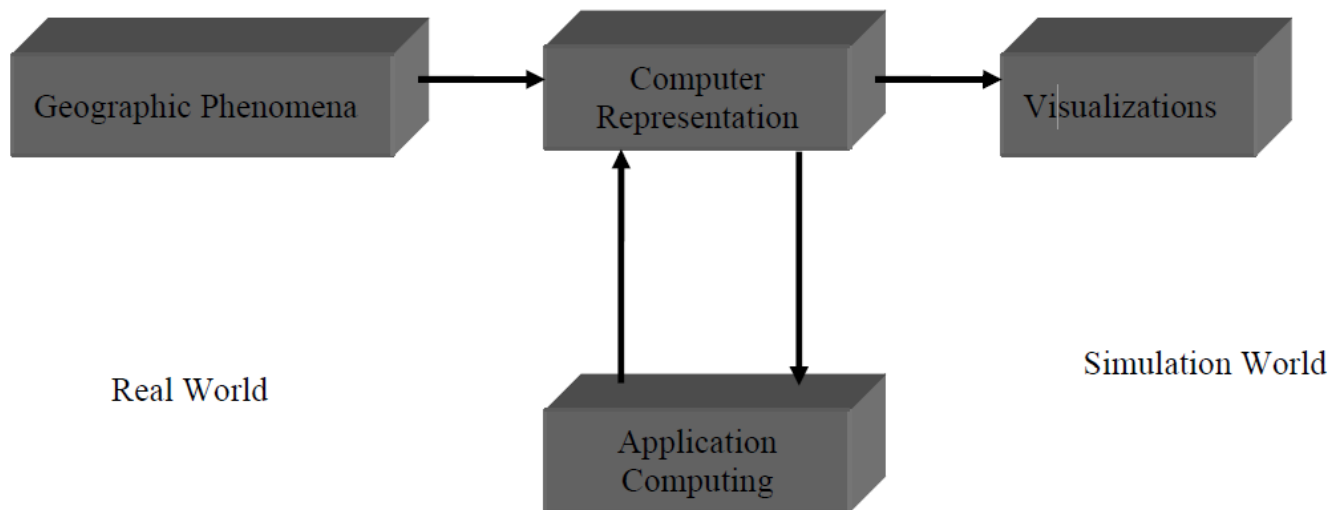 Geographic Phenomena
Computer
Representation
Visualizations
Real World
Simulation World
Application
Computing